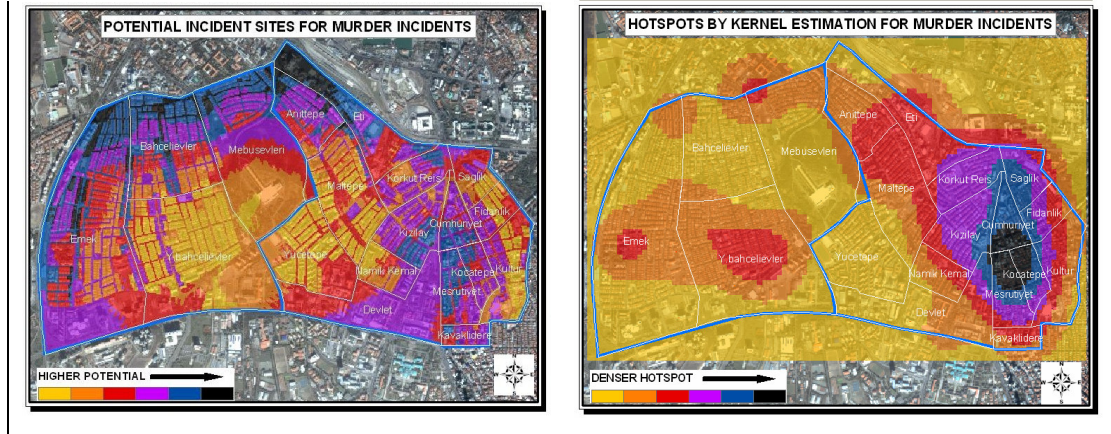 POTENTIAL INCIDENT SITES FOR MURDER INCIDENTS
Anittepe
Eti
Bahcelievler
Mebusevleri
Maltepe
Korkut Reis
Saglik
Fidanlik
Cumhuriyet
Kizilay
Emek
Y.bahcelievler
Yucetepe
Namik Kemal
Kocatepe
Kultur
Mesrutiyet
Devlet
Kavaklidere
HIGHER POTENTIAL
N
W E
S
HOTSPOTS BY KERNEL ESTIMATION FOR MURDER INCIDENTS
Anittepe
Eti
Bahcelievler
Mebusevleri
Maltepe
Korkut Reis
Saglik
Fidanlik
Cumhuriyet
Kizilay
Emek
Y.bahcelievler
Yucetepe
Namik Kemal
Kocatepe
Kultur
Mesrutiyet
Devlet
Kavaklidere
DENSER HOTSPOT
N
W E
S